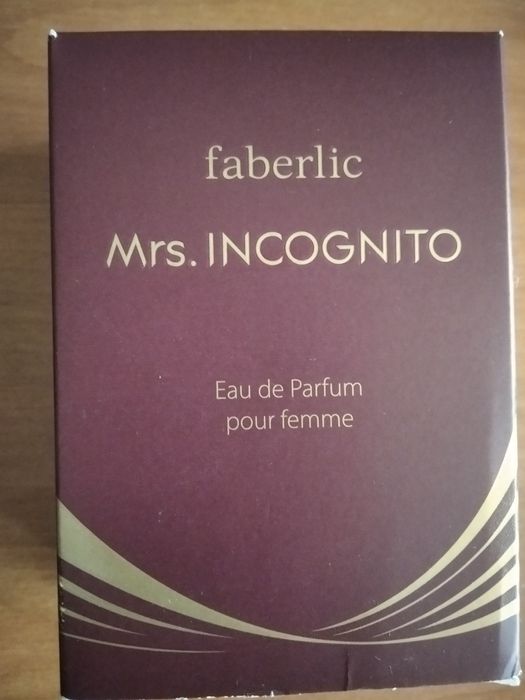 faberlic
Mrs. INCOGNITO
Eau de Parfum
pour femme